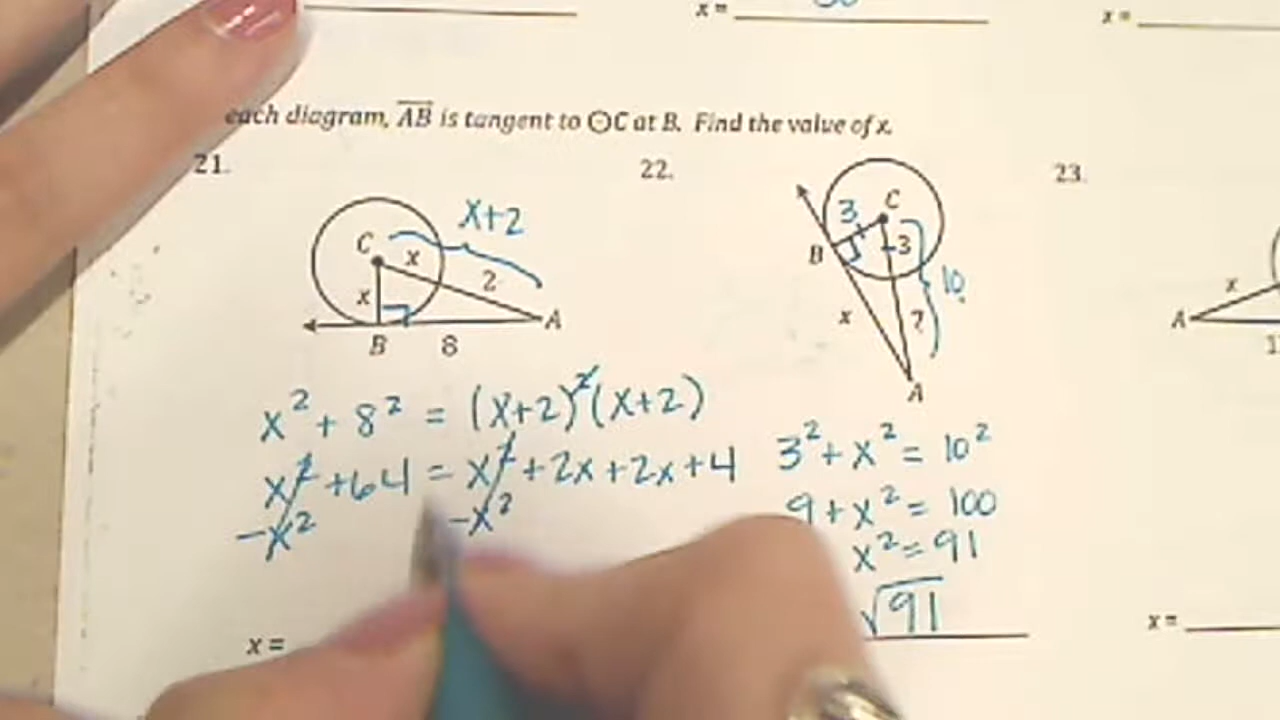 x =
x =
each diagram, AB is tangent to ⊙C at B. Find the value of x.
21.
22.
23.
x+2
C
x
2
x
A
B
8
C
3
3
B
10
x
?
A
x
A
1
x² + 8² = (x+2)²(x+2)
x² + 64 = x² + 2x + 2x + 4
-x² -x²
x =
3² + x² = 10²
9 + x² = 100
x² = 91
√91
x =